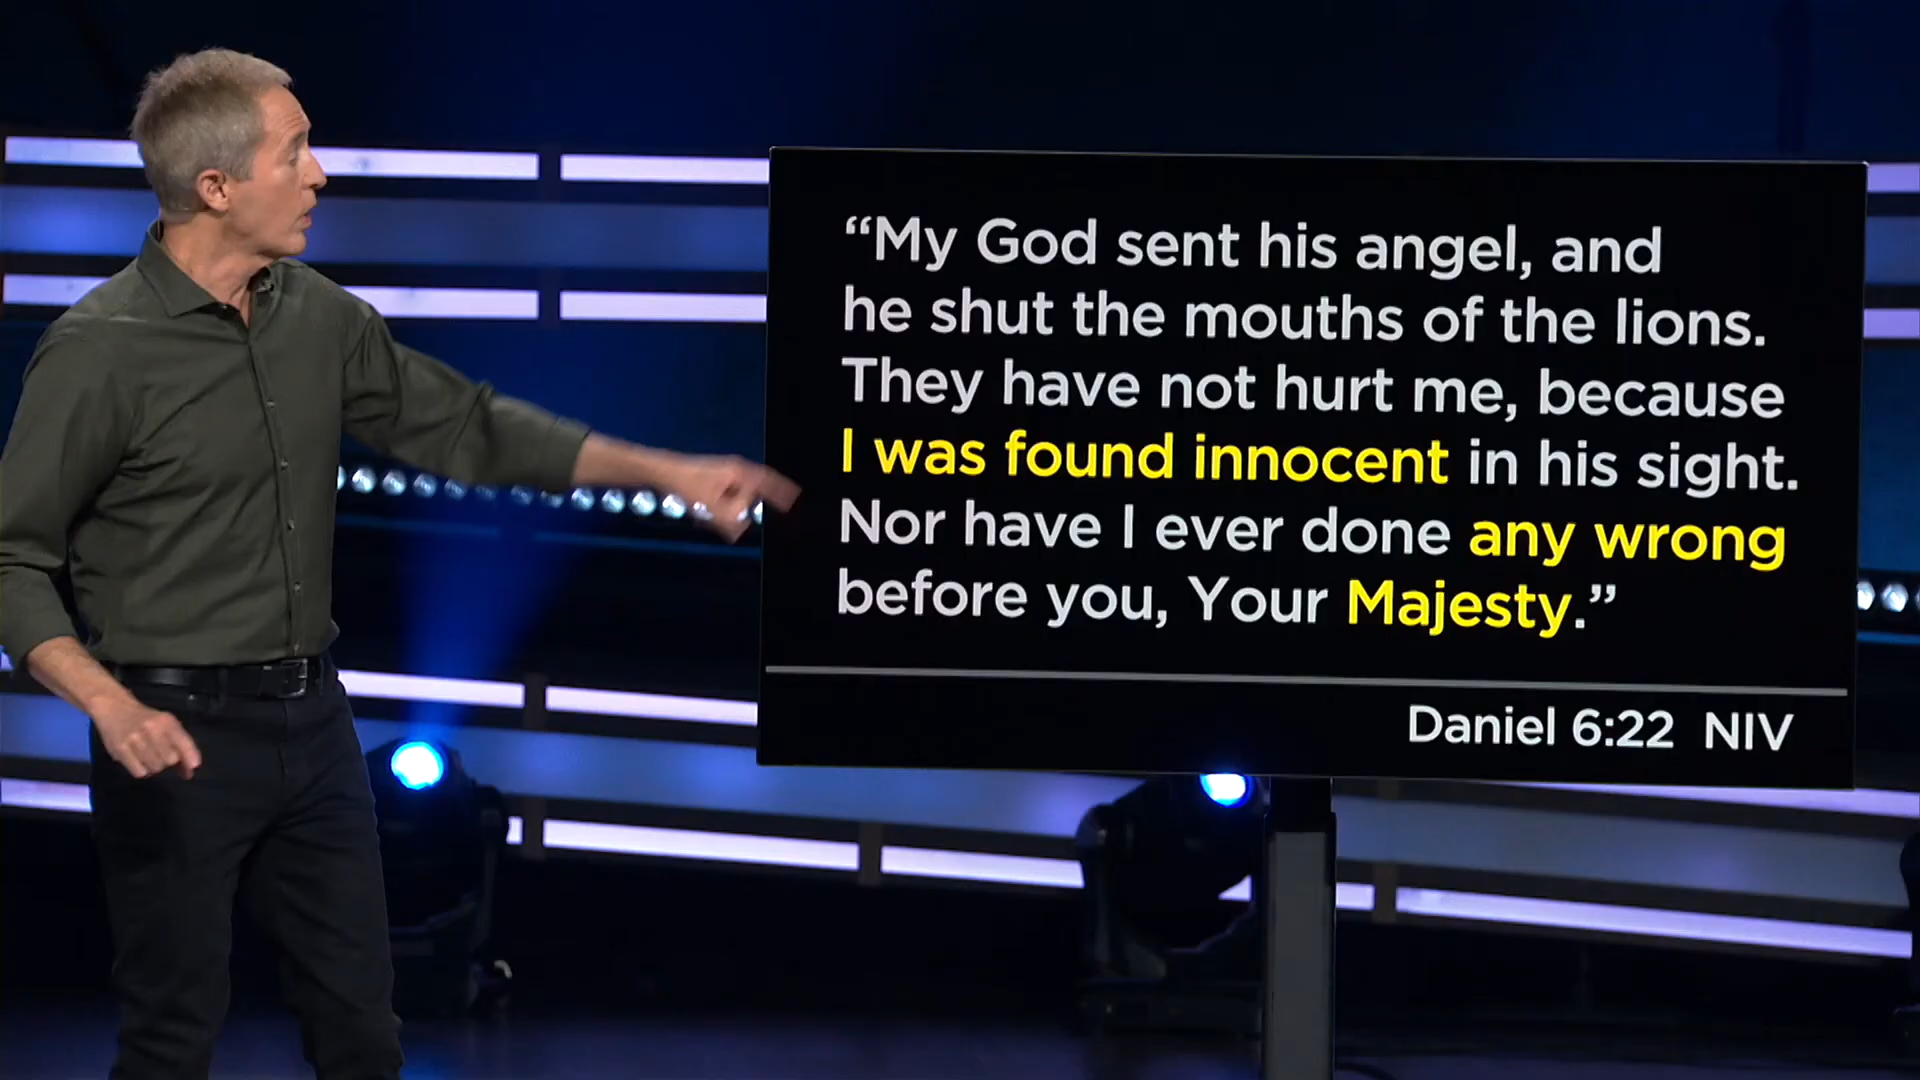 “My God sent his angel, and
he shut the mouths of the lions.
They have not hurt me, because
I was found innocent in his sight.
Nor have I ever done any wrong
before you, Your Majesty.”
Daniel 6:22 NIV